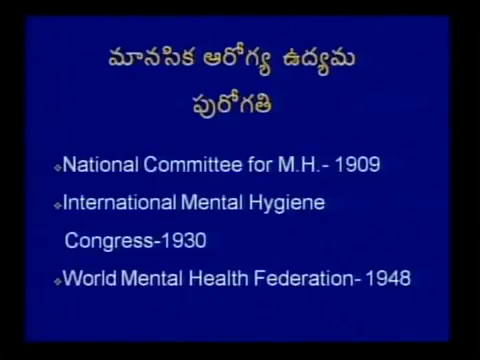 మానసిక ఆరోగ్య ఉద్యమ
పురోగతి
National Committee for M.H.- 1909
International Mental Hygiene
Congress-1930
World Mental Health Federation- 1948